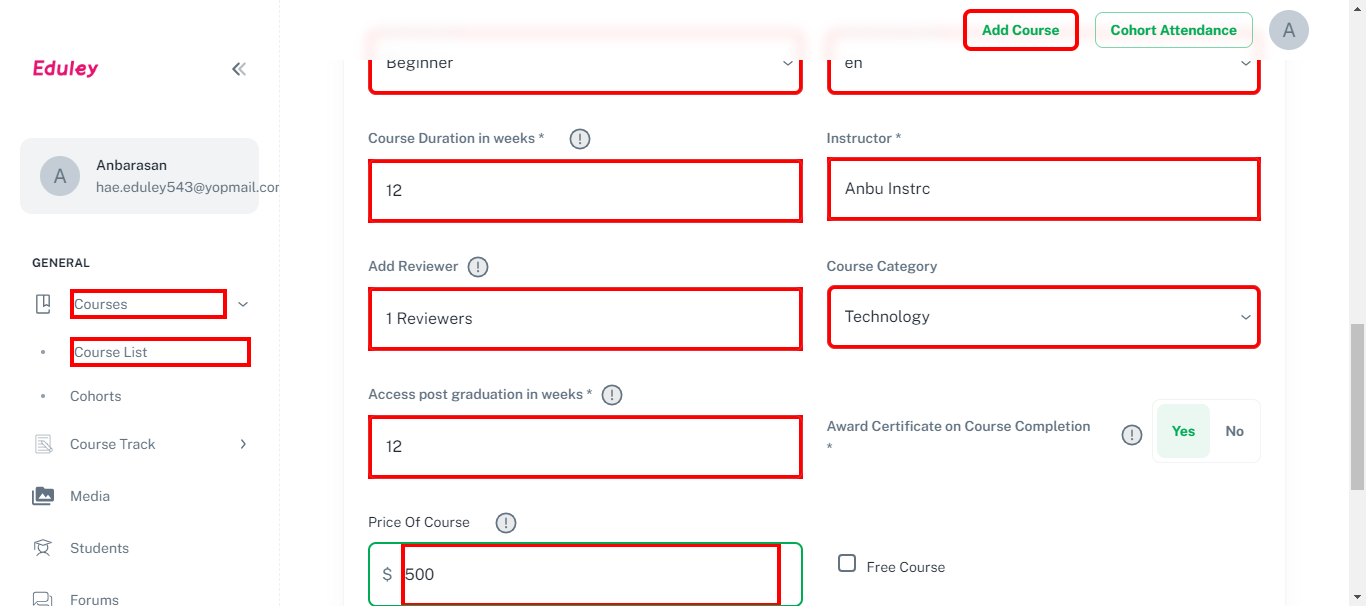 Add Course
Cohort Attendance
A
Eduley
Beginner
en
Course Duration in weeks *
Instructor *
12
Anbu Instrc
A
Anbarasan
hae.eduley543@yopmail.com
Add Reviewer
Course Category
1 Reviewers
Technology
GENERAL
Courses
Course List
Cohorts
Course Track
Media
Students
Forums
Access post graduation in weeks *
12
Award Certificate on Course Completion
*
Yes
No
Price Of Course
$ 500
Free Course